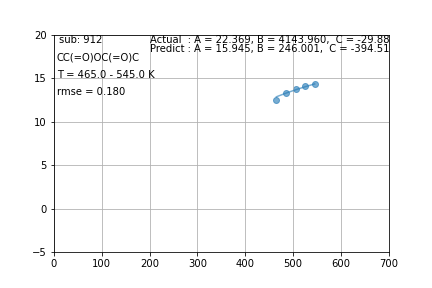 sub: 912
Actual : A = 22.369, B = 4143.960, C = -29.88
Predict : A = 15.945, B = 246.001, C = -394.51
CC(=O)OC(=O)C
T = 465.0 - 545.0 K
rmse = 0.180
20
15
10
5
0
−5
0 100 200 300 400 500 600 700